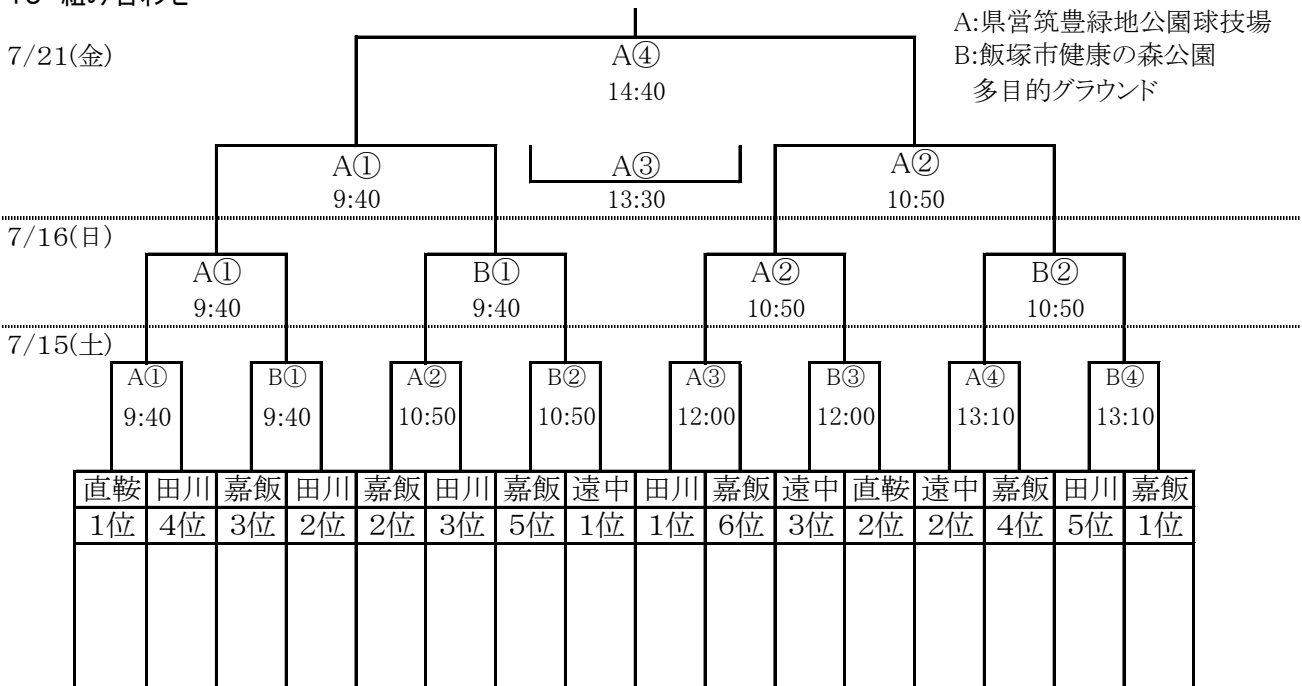 A:県営筑豊緑地公園球技場
7/21(金) A④ B:飯塚市健康の森公園
14:40 多目的グラウンド
A① A③ A②
9:40 13:30 10:50
7/16(日)
A① B① A② B②
9:40 9:40 10:50 10:50
7/15(土)
A① B① A② B② A③ B③ A④ B④
9:40 9:40 10:50 10:50 12:00 12:00 13:10 13:10
直鞍 田川 嘉飯 田川 嘉飯 田川 嘉飯 遠中 田川 嘉飯 遠中 直鞍 遠中 嘉飯 田川 嘉飯
1位 4位 3位 2位 2位 3位 5位 1位 1位 6位 3位 2位 2位 4位 5位 1位